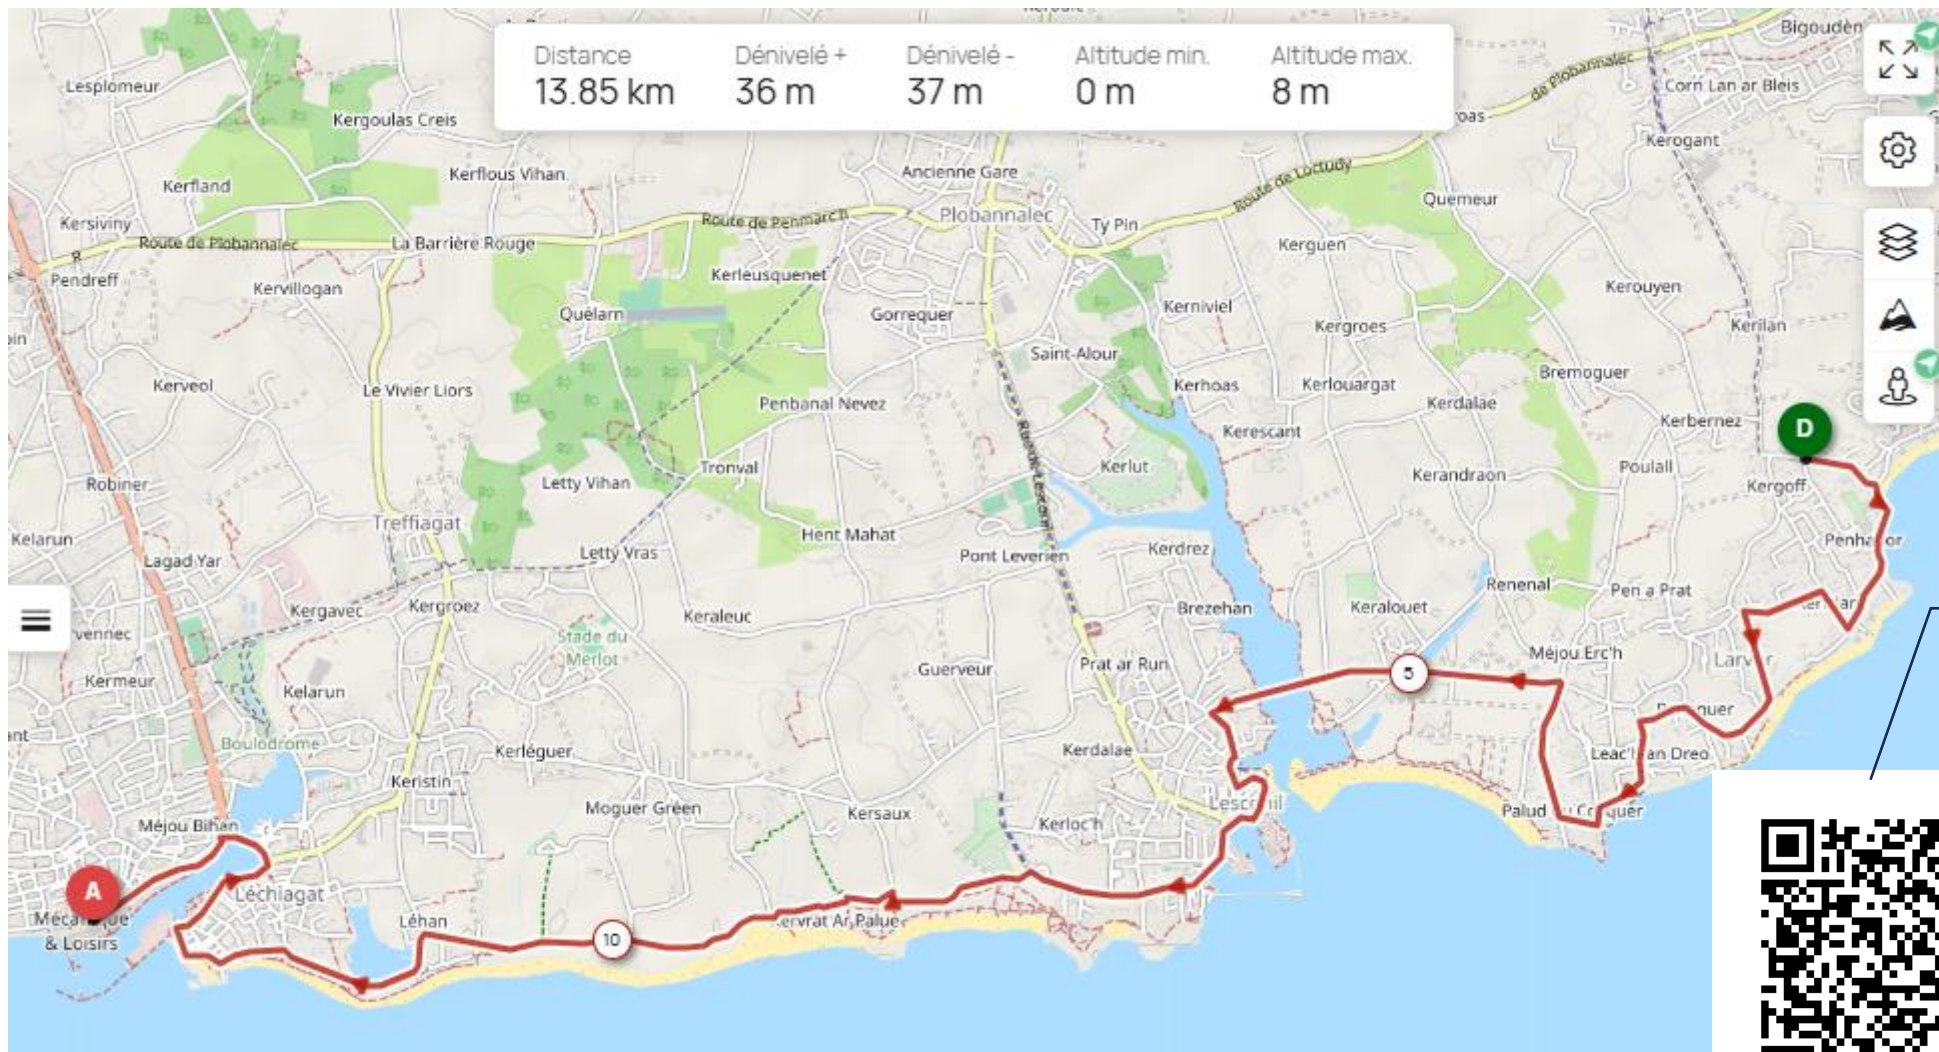 Distance
13.85 km
Dénivelé +
36 m
Dénivelé -
37 m
Altitude min.
0 m
Altitude max.
8 m
Bigoudèn
de Plobannalec
Lesplomeur
Corn Lan ar Bleis
Kergoulas Creis
Kerogant
Kerflous Vihan
Ancienne Gare
Route de Loctudy
Kerfland
Quemeur
Kersiviny
Route de Penmarc'h
Plobannalec
Ty Pin
Route de Plobannalec
La Barrière Rouge
Kerguen
Pendreff
Kervillogan
Kerleusquenet
Kerouyen
Quélarn
Gorrequer
Kerniviel
Kergroes
Kerilan
Saint-Alour
Kerveol
Le Vivier Liors
Penbanal Nevez
Kerhoas
Kerlouargat
Bremoguer
Kerdalae
Kerbernez
D
Kerescant
Robiner
Letty Vihan
Tronval
Kerlut
Kerandraon
Poulall
Kergoff
Treffiagat
Kelarun
Lagad Yar
Letty Vras
Hent Mahat
Pont Leverien
Kerdrez
Kergavec
Kergroez
Keraleuc
Brezehan
Keralouet
Renenal
Pen a Prat
Stade du
Merlot
Kermeur
Kelarun
Guerveur
Prat ar Run
5
Méjou Erc'h
Boulodrome
Kerléguer
Kerdalae
Keristin
Méjou Bihan
Moguer Green
Kersaux
Kerloc'h
A
Léchiagat
Léhan
10
Mécanique
& Loisirs